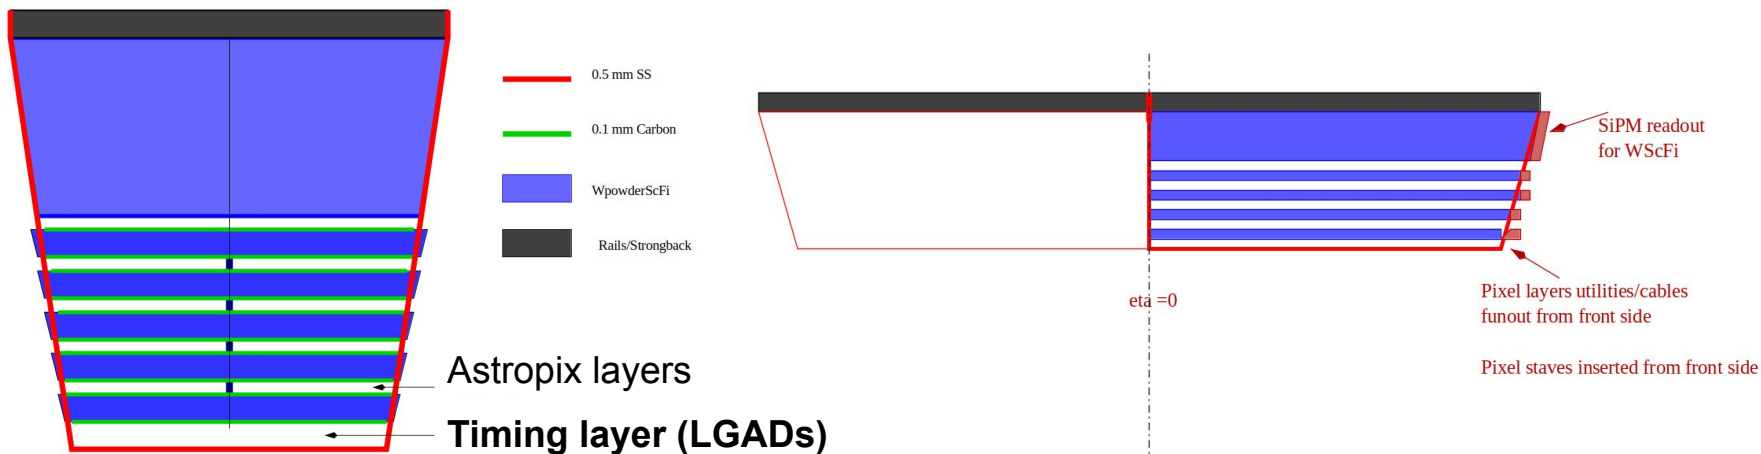 0.5 mm SS
0.1 mm Carbon
WpowderScFi
Rails/Strongback
Astropix layers
Timing layer (LGADs)
SiPM readout
for WScFi
eta =0
Pixel layers utilities/cables
funout from front side
Pixel staves inserted from front side